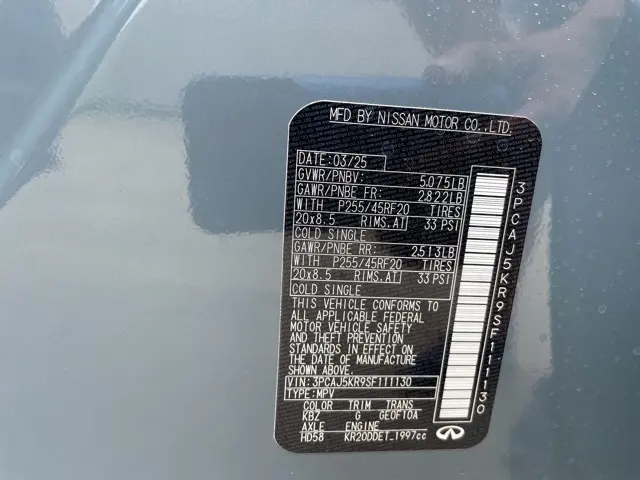 MFD BY NISSAN MOTOR CO.,LTD.
DATE: 03/25
GVWR/PNBV: 5,075LB
GAWR/PNBE FR: 2,822LB
WITH P255/45RF20 TIRES
20x8.5 RIMS,AT 33 PSI
COLD SINGLE
GAWR/PNBE RR: 2,513LB
WITH P255/45RF20 TIRES
20x8.5 RIMS,AT 33 PSI
COLD SINGLE
THIS VEHICLE CONFORMS TO
ALL APPLICABLE FEDERAL
MOTOR VEHICLE SAFETY
AND THEFT PREVENTION
STANDARDS IN EFFECT ON
THE DATE OF MANUFACTURE
SHOWN ABOVE.
VIN: 3PCAJ5KR9SF111130
TYPE: MPV
COLOR TRIM TRANS
KBZ G GE0F10A
AXLE ENGINE
HD58 KR20DDET 1997cc
3PCAJ5KR9SF111130